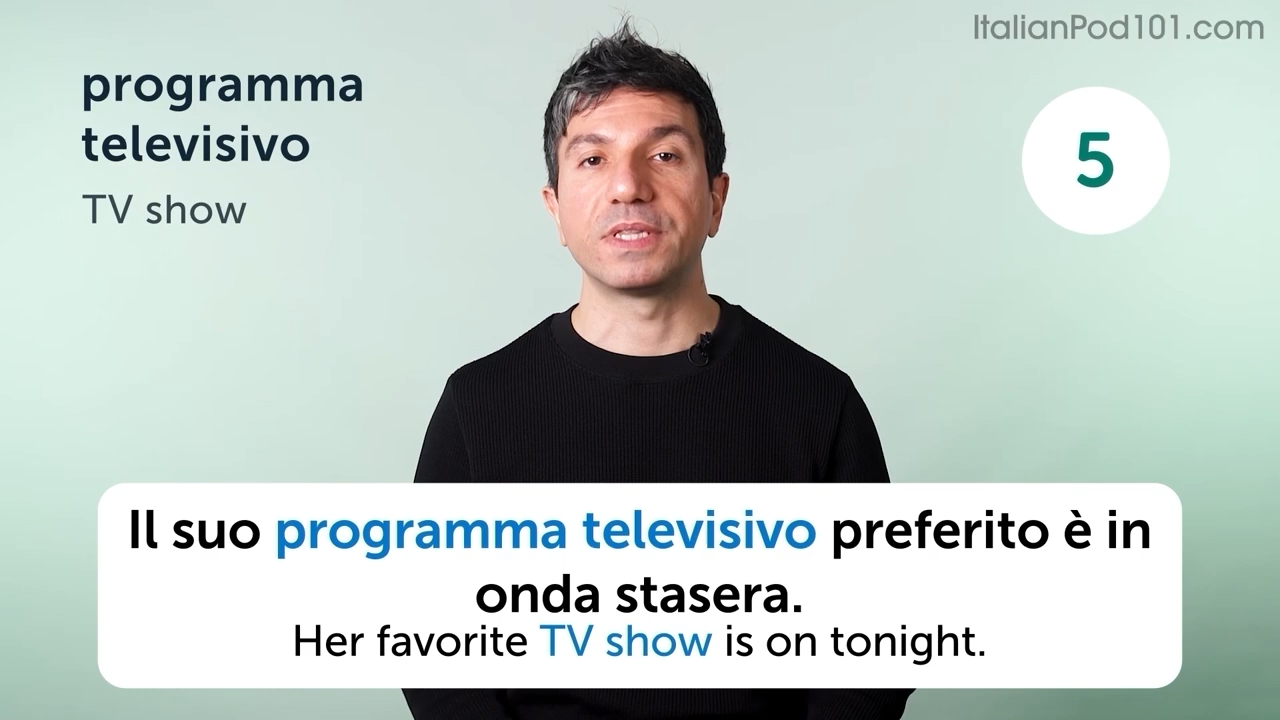 ItalianPod101.com
programma
televisivo
TV show
5
Il suo programma televisivo preferito è in
onda stasera.
Her favorite TV show is on tonight.